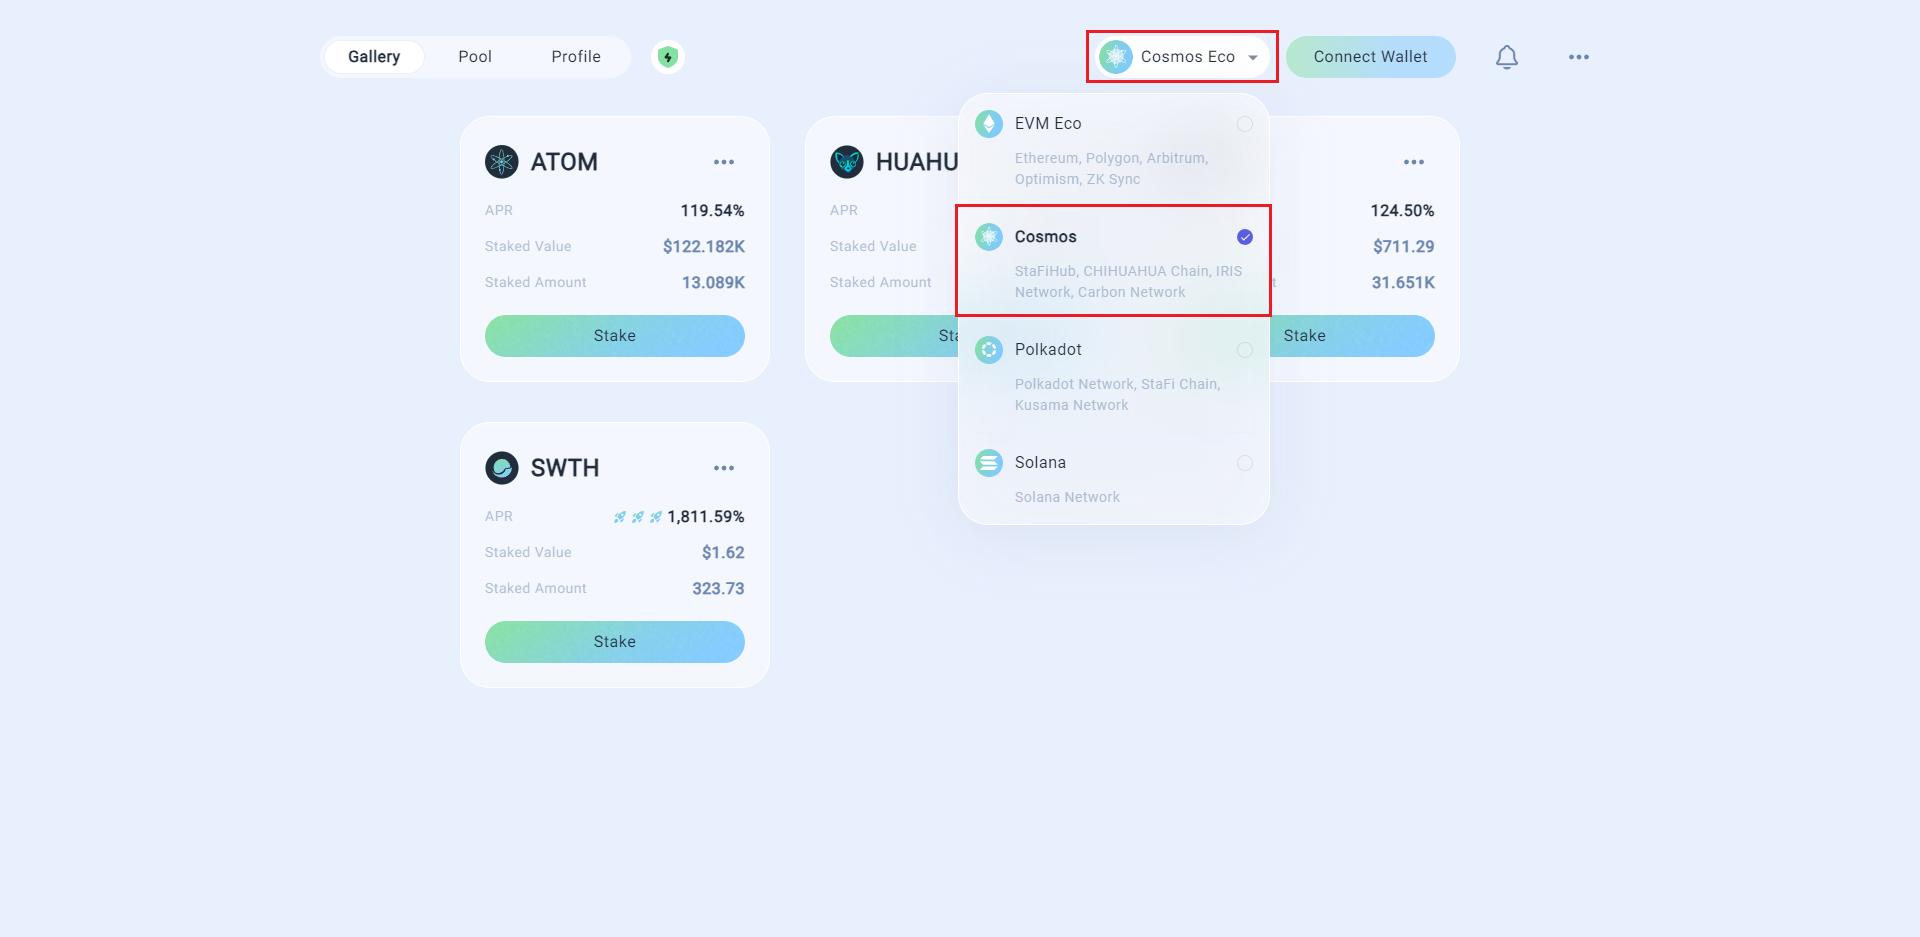 Gallery
Pool
Profile
Cosmos Eco
Connect Wallet
ATOM
APR
119.54%
Staked Value
$122.182K
Staked Amount
13.089K
Stake
HUAHU
APR
Staked Value
Staked Amount
EVM Eco
Ethereum, Polygon, Arbitrum,
Optimism, ZK Sync
Cosmos
StaFiHub, CHIHUAHUA Chain, IRIS
Network, Carbon Network
Polkadot
Polkadot Network, StaFi Chain,
Kusama Network
Solana
Solana Network
124.50%
$711.29
31.651K
Stake
SWTH
APR
1,811.59%
Staked Value
$1.62
Staked Amount
323.73
Stake